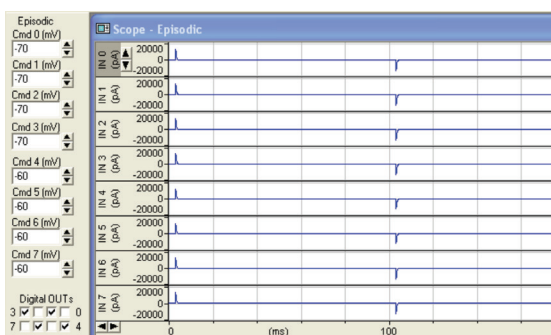 Episodic
Cmd 0 (mV)
-70
Cmd 1 (mV)
-70
Cmd 2 (mV)
-70
Cmd 3 (mV)
-70
Cmd 4 (mV)
-60
Cmd 5 (mV)
-60
Cmd 6 (mV)
-60
Cmd 7 (mV)
-60
Digital OUTs
3 0
7 4
Scope - Episodic
IN 0 (pA)
20000
0
-20000
IN 1 (pA)
20000
0
-20000
IN 2 (pA)
20000
0
-20000
IN 3 (pA)
20000
0
-20000
IN 4 (pA)
20000
0
-20000
IN 5 (pA)
20000
0
-20000
IN 6 (pA)
20000
0
-20000
IN 7 (pA)
20000
0
-20000
0 (ms) 100